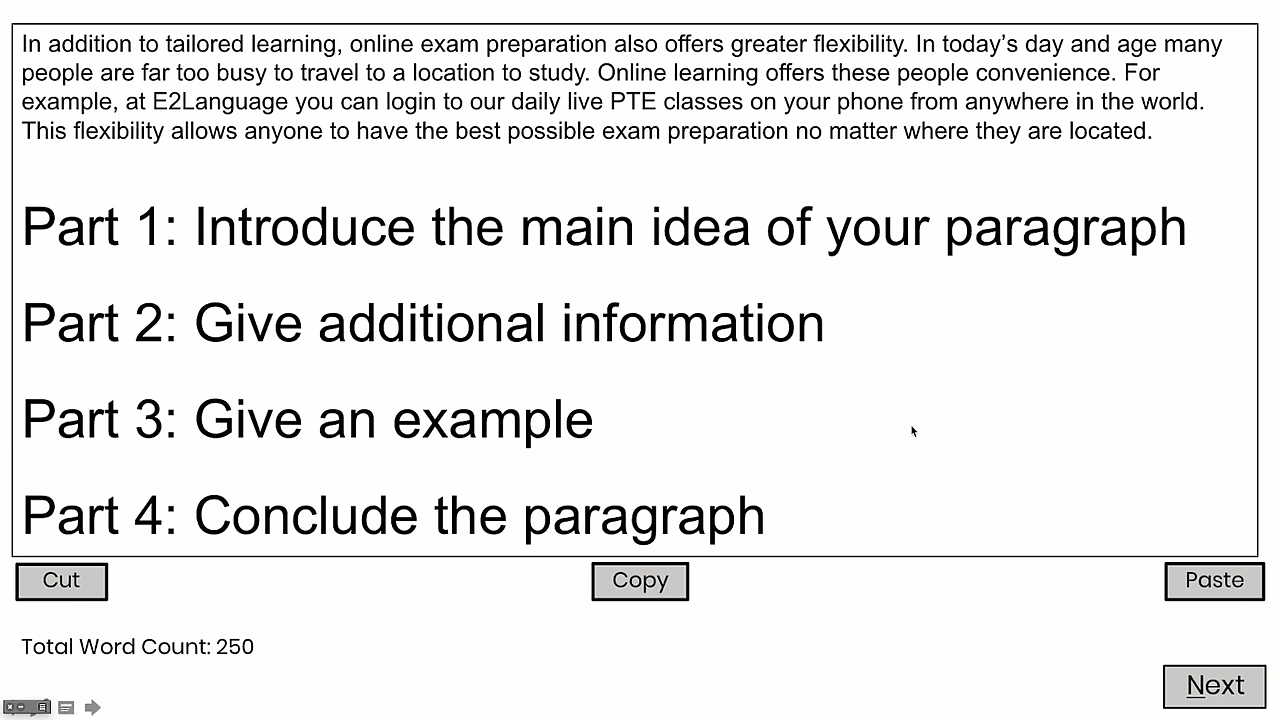 In addition to tailored learning, online exam preparation also offers greater flexibility. In today's day and age many
people are far too busy to travel to a location to study. Online learning offers these people convenience. For
example, at E2Language you can login to our daily live PTE classes on your phone from anywhere in the world.
This flexibility allows anyone to have the best possible exam preparation no matter where they are located.
Part 1: Introduce the main idea of your paragraph
Part 2: Give additional information
Part 3: Give an example
Part 4: Conclude the paragraph
Cut Copy Paste
Total Word Count: 250
Next